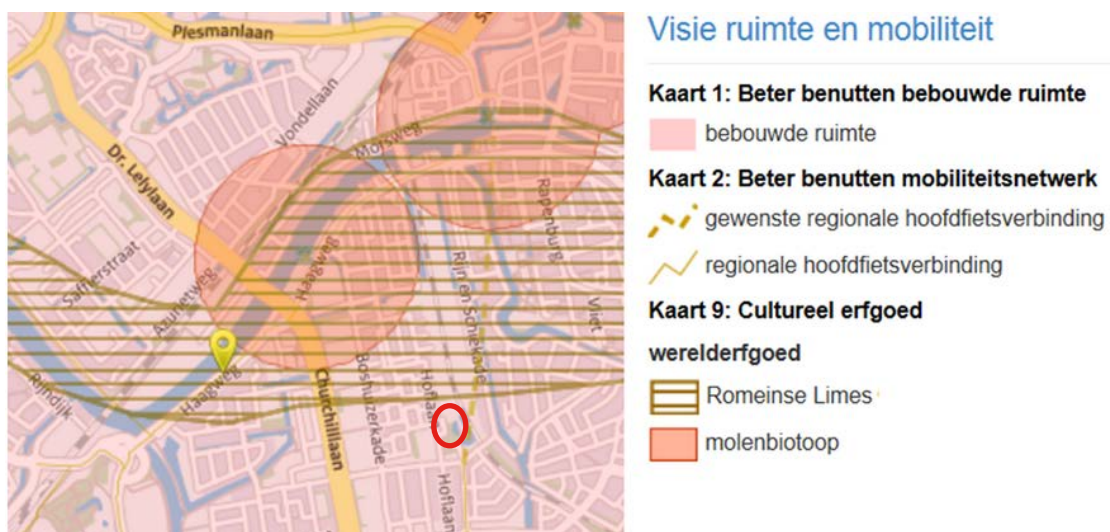 Plesmanlaan
Vondellaan
Morsweg
Dr. Lelylaan
Rapenburg
Haagweg
Saffierstraat
Azuretweg
Rijn en Schiekade
Vliet
Haagweg
Rijndijk
Churchilllaan
Boshuizerkade
Hoflaan
Hoflaan
Visie ruimte en mobiliteit
Kaart 1: Beter benutten bebouwde ruimte
bebouwde ruimte
Kaart 2: Beter benutten mobiliteitsnetwerk
gewenste regionale hoofdfietsverbinding
regionale hoofdfietsverbinding
Kaart 9: Cultureel erfgoed
werelderfgoed
Romeinse Limes
molenbiotoop